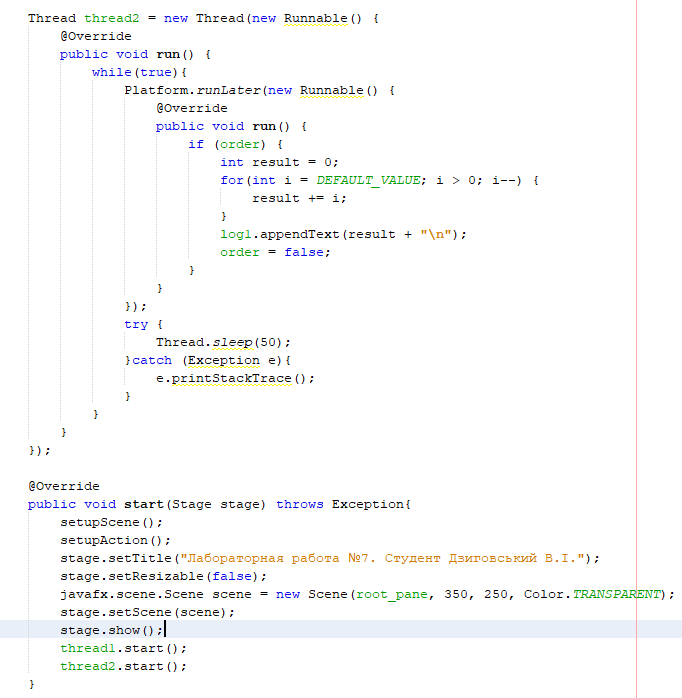 Thread thread2 = new Thread(new Runnable() {
    @Override
    public void run() {
        while(true){
            Platform.runLater(new Runnable() {
                @Override
                public void run() {
                    if (order) {
                        int result = 0;
                        for(int i = DEFAULT_VALUE; i > 0; i--) {
                            result += i;
                        }
                        log1.appendText(result + "\n");
                        order = false;
                    }
                }
            });
            try {
                Thread.sleep(50);
            }catch (Exception e){
                e.printStackTrace();
            }
        }
    }
});

@Override
public void start(Stage stage) throws Exception{
    setupScene();
    setupAction();
    stage.setTitle("Лабораторная работа №7. Студент Дзиговський В.І.");
    stage.setResizable(false);
    javafx.scene.Scene scene = new Scene(root_pane, 350, 250, Color.TRANSPARENT);
    stage.setScene(scene);
    stage.show();
    thread1.start();
    thread2.start();
}